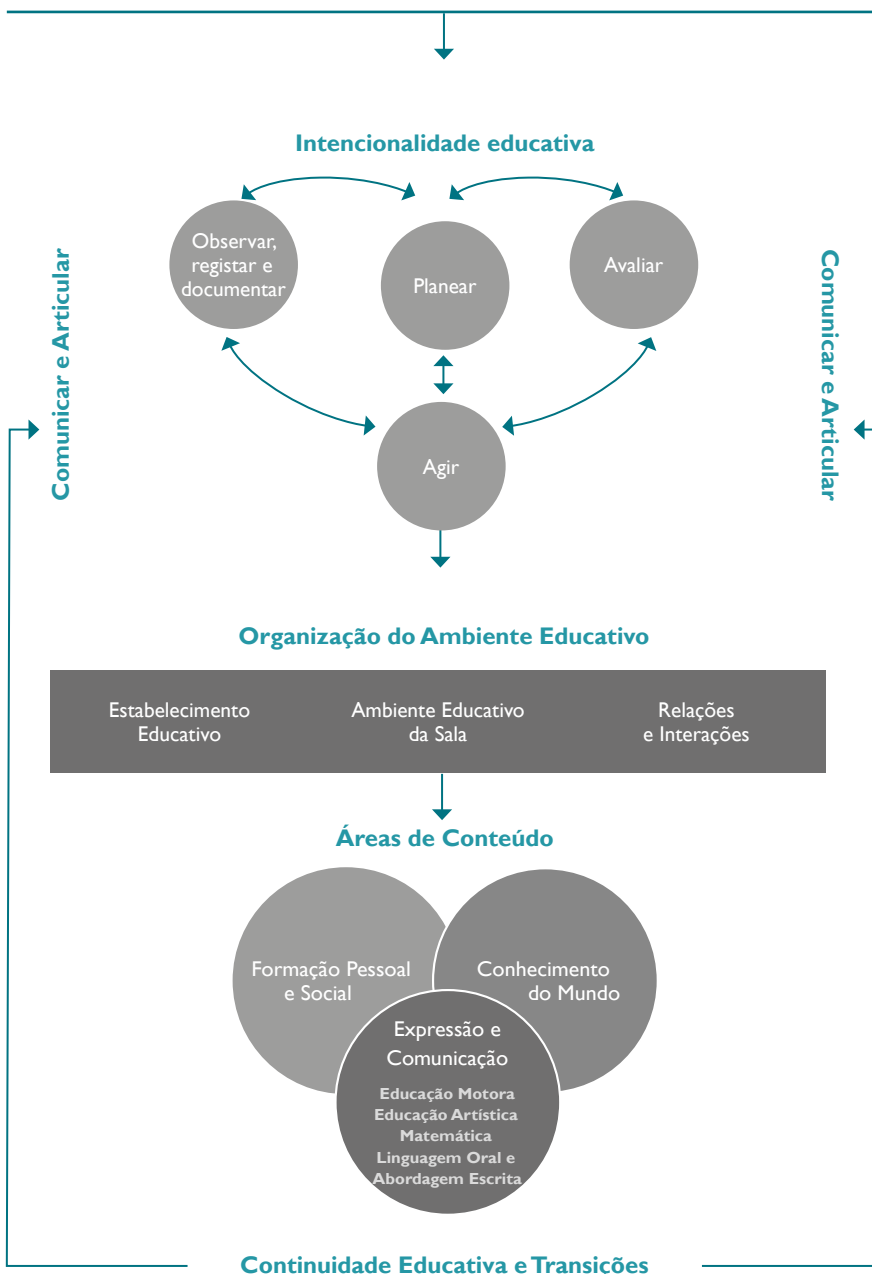 Intencionalidade educativa
Observar,
registar e
documentar
Planear
Avaliar
Agir
Comunicar e Articular
Comunicar e Articular
Organização do Ambiente Educativo
Estabelecimento
Educativo
Ambiente Educativo
da Sala
Relações
e Interações
Áreas de Conteúdo
Formação Pessoal
e Social
Conhecimento
do Mundo
Expressão e
Comunicação
Educação Motora
Educação Artística
Matemática
Linguagem Oral e
Abordagem Escrita
Continuidade Educativa e Transições